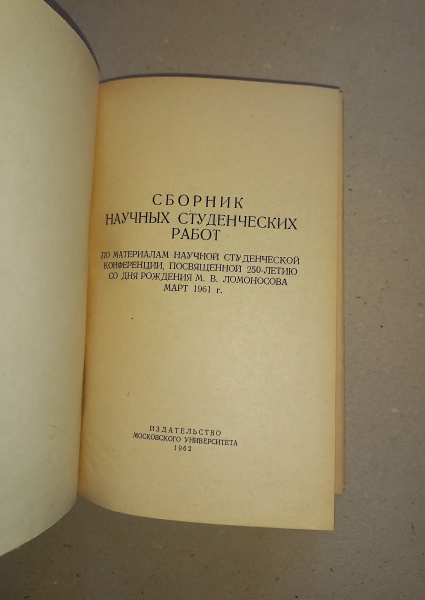 СБОРНИК
НАУЧНЫХ СТУДЕНЧЕСКИХ
РАБОТ
ПО МАТЕРИАЛАМ НАУЧНОЙ СТУДЕНЧЕСКОЙ
КОНФЕРЕНЦИИ, ПОСВЯЩЕННОЙ 250-ЛЕТИЮ
СО ДНЯ РОЖДЕНИЯ М. В. ЛОМОНОСОВА
МАРТ 1961 г.
ИЗДАТЕЛЬСТВО
МОСКОВСКОГО УНИВЕРСИТЕТА
1962